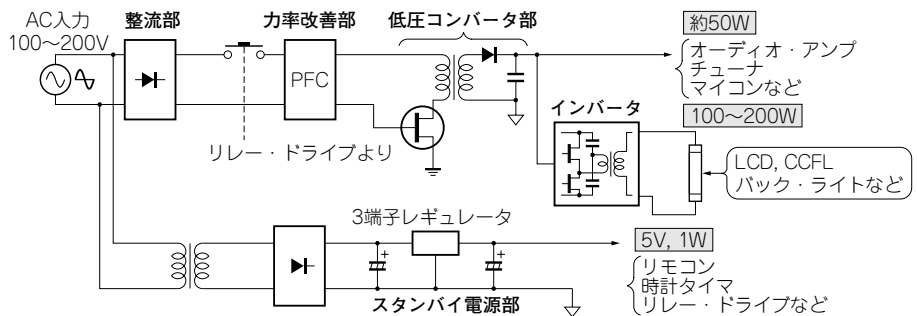 AC入力
100～200V
整流部
力率改善部
PFC
低圧コンバータ部
約50W
オーディオ・アンプ
チューナ
マイコンなど
リレー・ドライブより
インバータ
100～200W
LCD, CCFL
バック・ライトなど
3端子レギュレータ
+
+
スタンバイ電源部
5V, 1W
リモコン
時計タイマ
リレー・ドライブなど